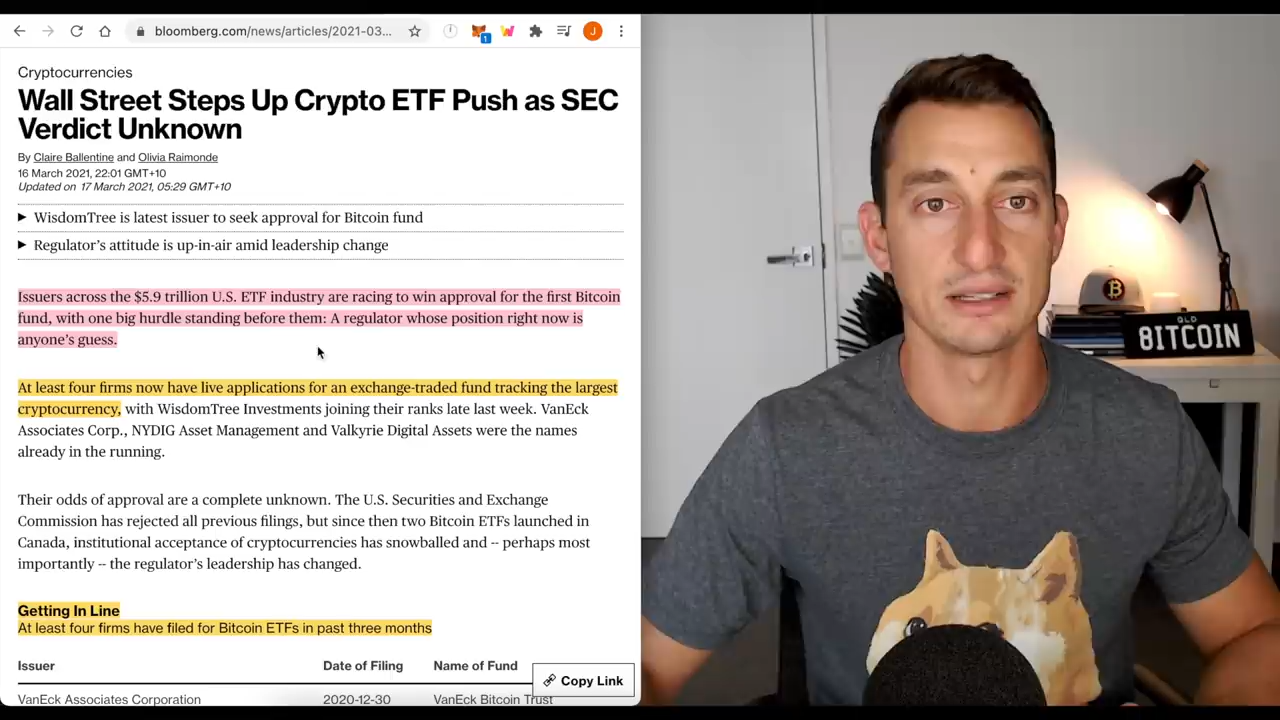 bloomberg.com/news/articles/2021-03...
1
J
Cryptocurrencies
Wall Street Steps Up Crypto ETF Push as SEC
Verdict Unknown
By Claire Ballentine and Olivia Raimonde
16 March 2021, 22:01 GMT+10
Updated on 17 March 2021, 05:29 GMT+10
► WisdomTree is latest issuer to seek approval for Bitcoin fund
► Regulator’s attitude is up-in-air amid leadership change
Issuers across the $5.9 trillion U.S. ETF industry are racing to win approval for the first Bitcoin
fund, with one big hurdle standing before them: A regulator whose position right now is
anyone’s guess.
At least four firms now have live applications for an exchange-traded fund tracking the largest
cryptocurrency, with WisdomTree Investments joining their ranks late last week. VanEck
Associates Corp., NYDIG Asset Management and Valkyrie Digital Assets were the names
already in the running.
Their odds of approval are a complete unknown. The U.S. Securities and Exchange
Commission has rejected all previous filings, but since then two Bitcoin ETFs launched in
Canada, institutional acceptance of cryptocurrencies has snowballed and -- perhaps most
importantly -- the regulator’s leadership has changed.
Getting In Line
At least four firms have filed for Bitcoin ETFs in past three months
Issuer Date of Filing Name of Fund
Copy Link
VanEck Associates Corporation 2020-12-30 VanEck Bitcoin Trust
QLD
8ITCOIN